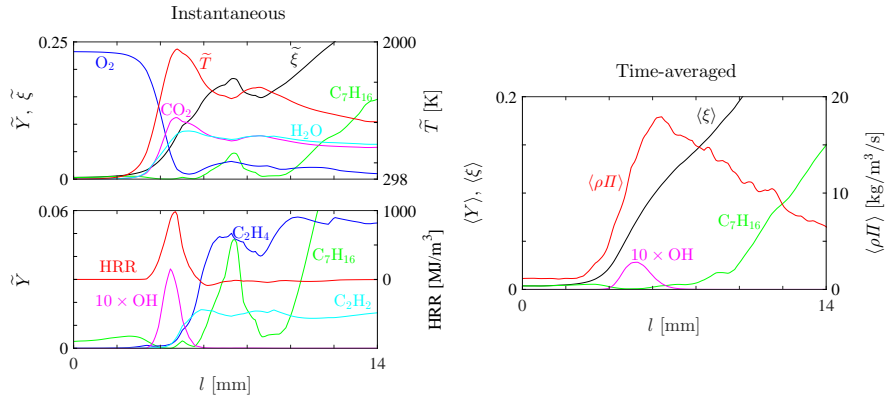 Instantaneous
0.25
2000
O₂
T̃
ξ̃
C₇H₁₆
CO₂
H₂O
Ỹ, ξ̃
T̃ [K]
0
298
0.06
1000
C₂H₄
C₇H₁₆
HRR
0
10 × OH
C₂H₂
Ỹ
HRR [MJ/m³]
0
0
14
l [mm]
Time-averaged
0.2
20
⟨ξ⟩
⟨ρΠ⟩
10
C₇H₁₆
10 × OH
⟨Y⟩, ⟨ξ⟩
⟨ρΠ⟩ [kg/m³/s]
0
0
0
14
l [mm]